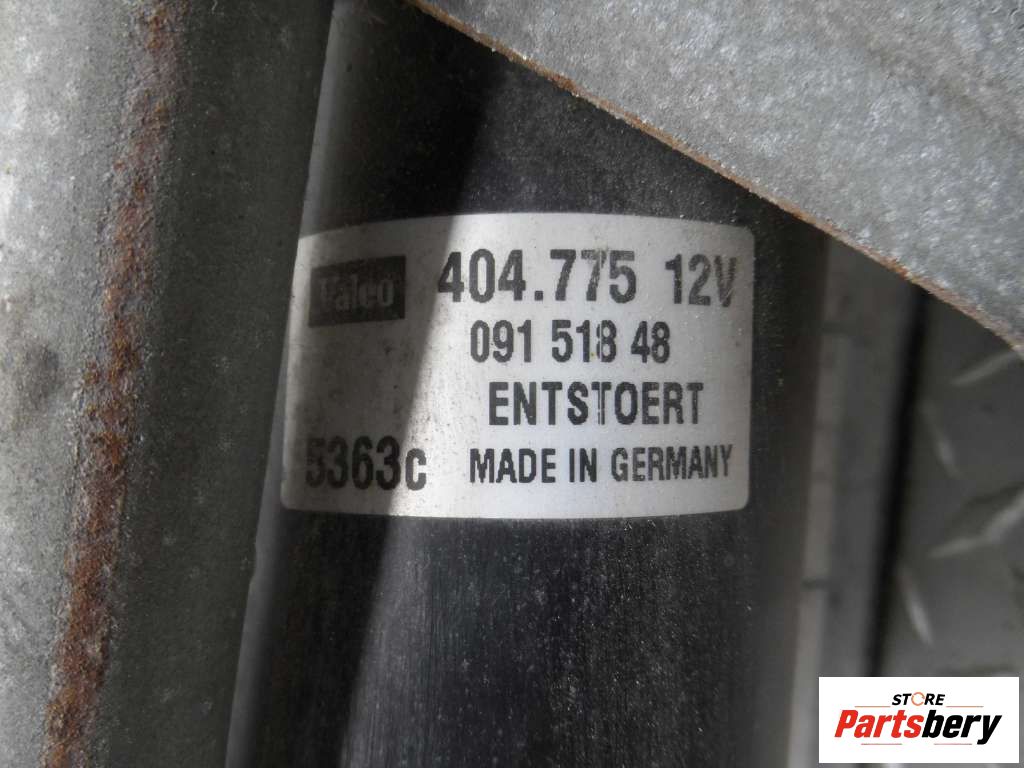 Valeo 404.775 12V
091 518 48
ENTSTOERT
5363c MADE IN GERMANY
STORE
Partsbery